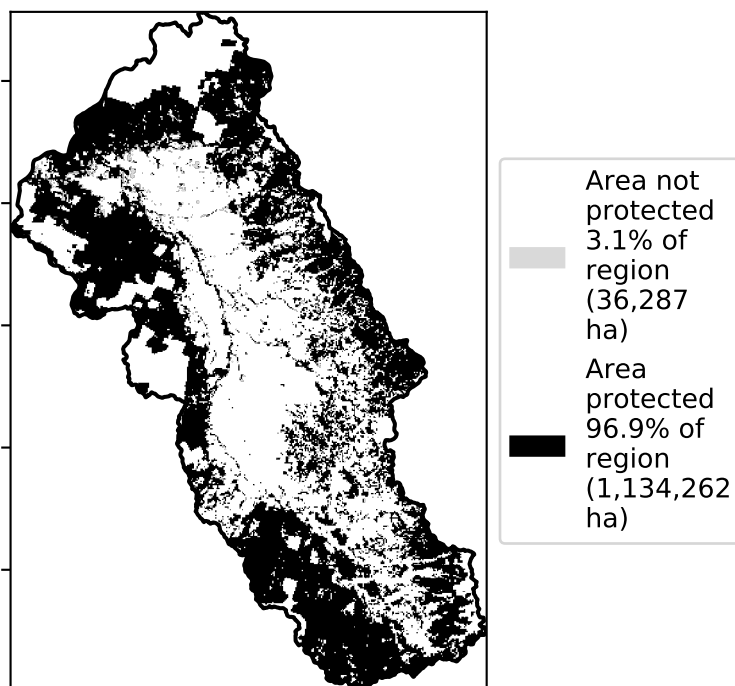 Area not
protected
3.1% of
region
(36,287
ha)
Area
protected
96.9% of
region
(1,134,262
ha)